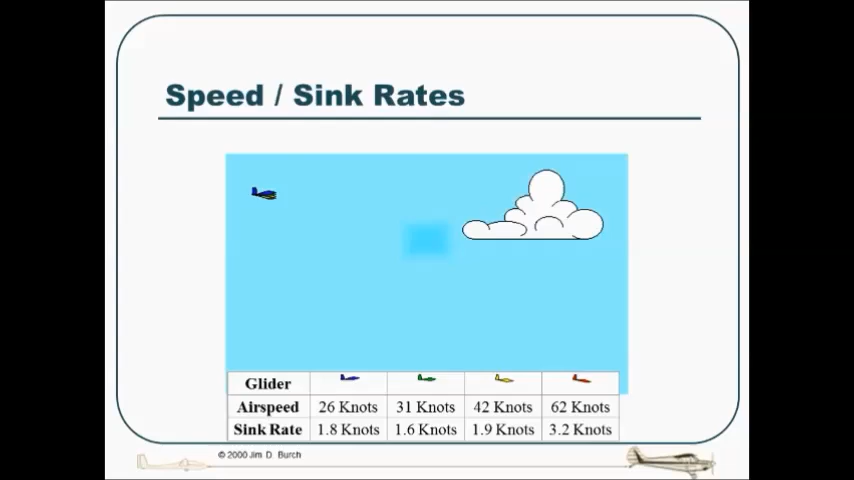 Speed / Sink Rates
Glider
Airspeed 26 Knots 31 Knots 42 Knots 62 Knots
Sink Rate 1.8 Knots 1.6 Knots 1.9 Knots 3.2 Knots
© 2000 Jim D. Burch